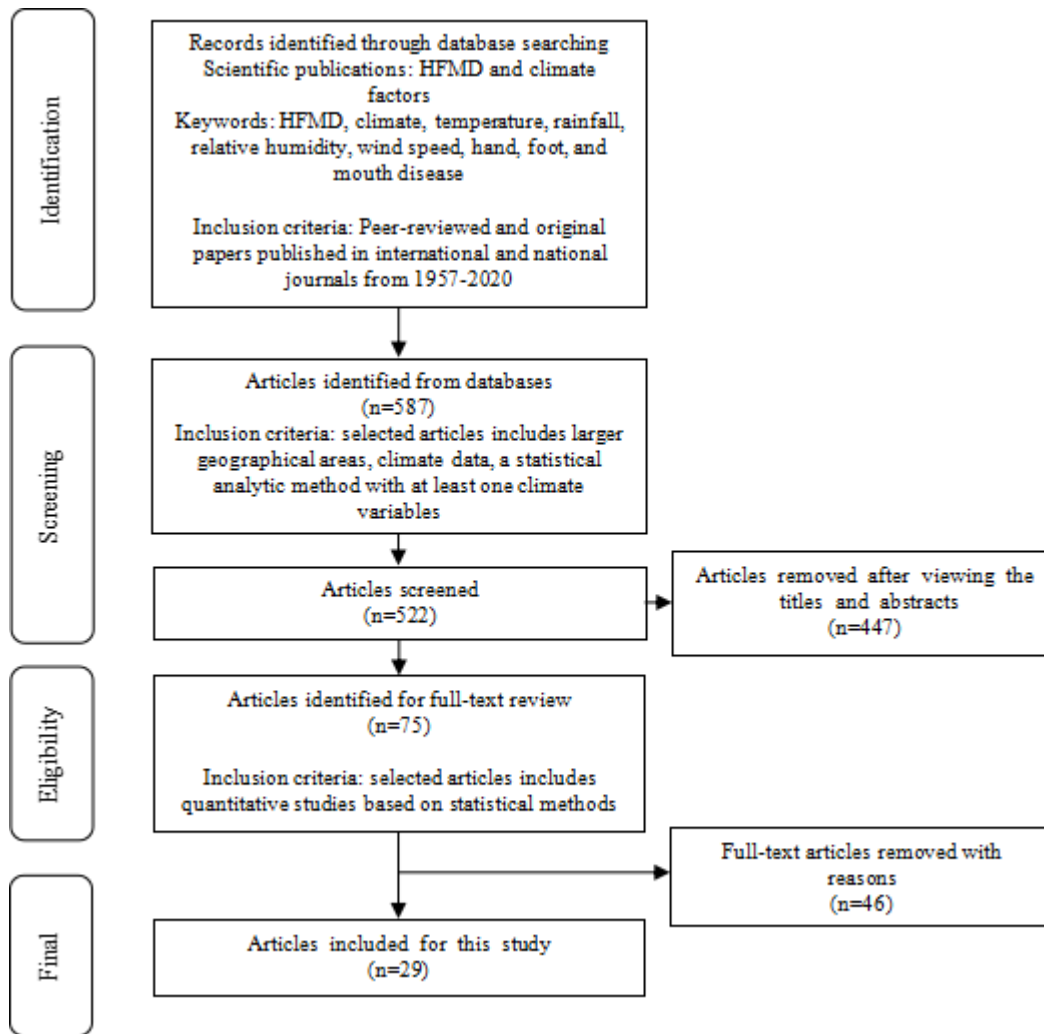 Identification
Records identified through database searching
Scientific publications: HFMD and climate
factors
Keywords: HFMD, climate, temperature, rainfall,
relative humidity, wind speed, hand, foot, and
mouth disease
Inclusion criteria: Peer-reviewed and original
papers published in international and national
journals from 1957-2020
Screening
Articles identified from databases
(n=587)
Inclusion criteria: selected articles includes larger
geographical areas, climate data, a statistical
analytic method with at least one climate
variables
Articles screened
(n=522)
Articles removed after viewing the
titles and abstracts
(n=447)
Eligibility
Articles identified for full-text review
(n=75)
Inclusion criteria: selected articles includes
quantitative studies based on statistical methods
Full-text articles removed with
reasons
(n=46)
Final
Articles included for this study
(n=29)